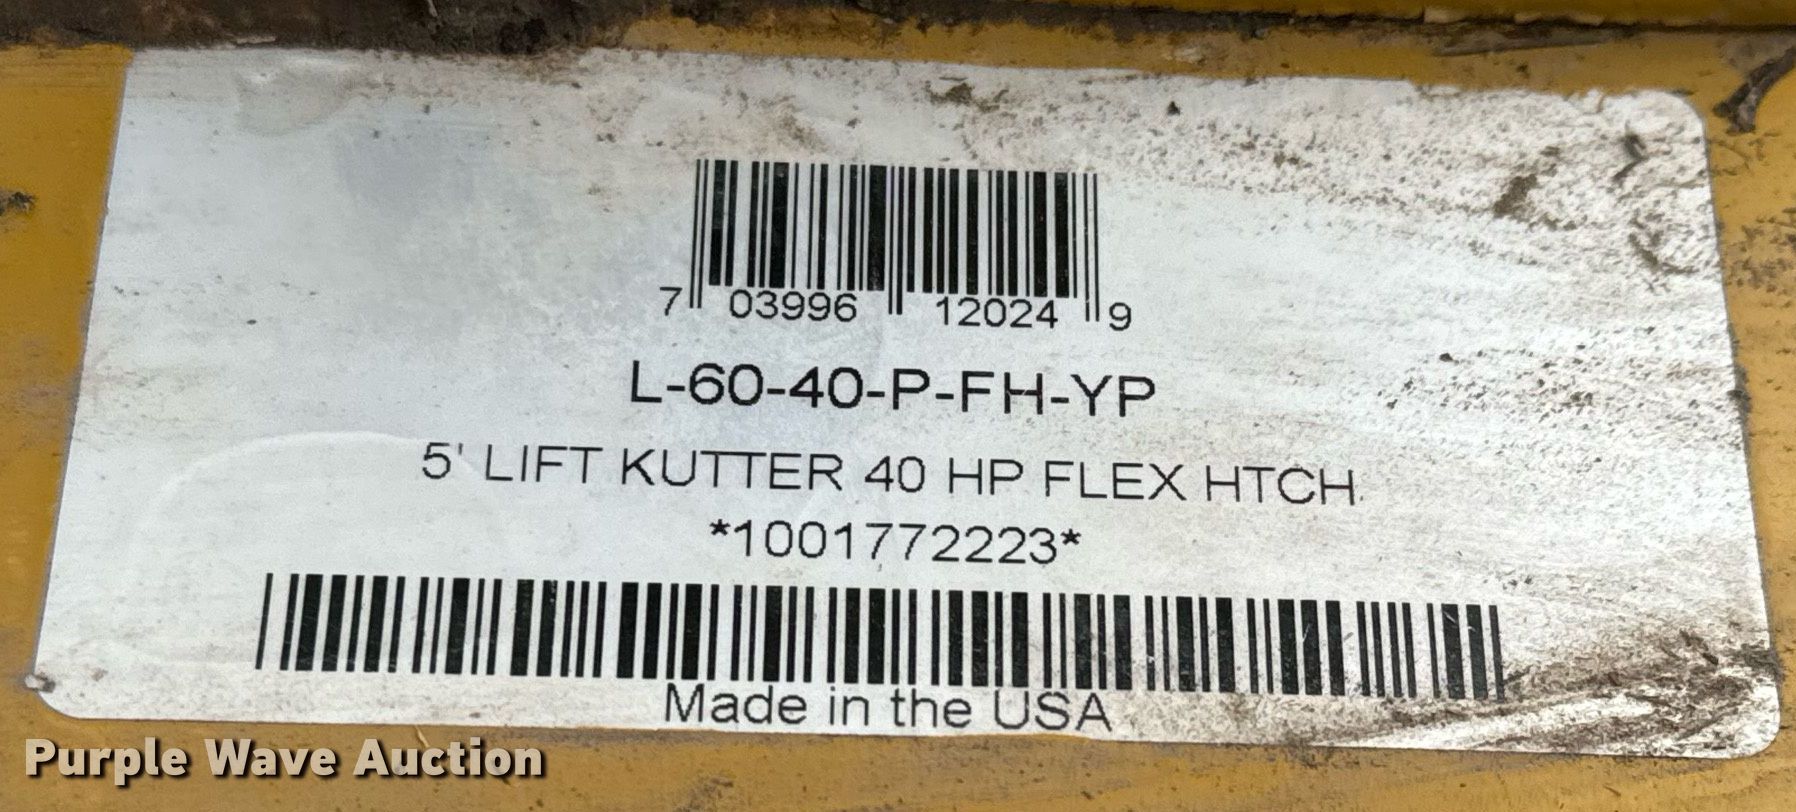 7 03996 12024 9
L-60-40-P-FH-YP
5' LIFT KUTTER 40 HP FLEX HTCH
*1001772223*
Made in the USA
Purple Wave Auction